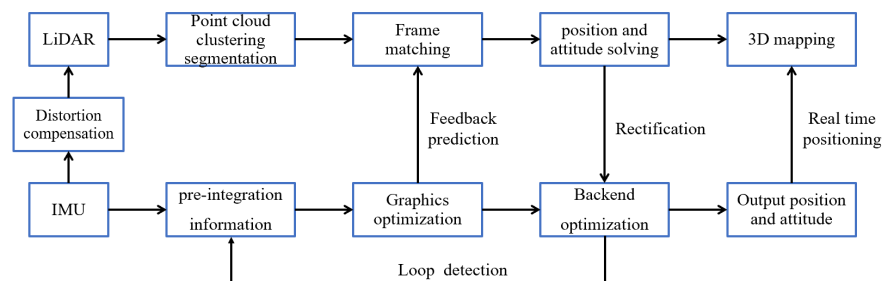 LiDAR
Point cloud
clustering
segmentation
Frame
matching
position and
attitude solving
3D mapping
Distortion
compensation
Feedback
prediction
Rectification
Real time
positioning
IMU
pre-integration
information
Graphics
optimization
Backend
optimization
Output position
and attitude
Loop detection